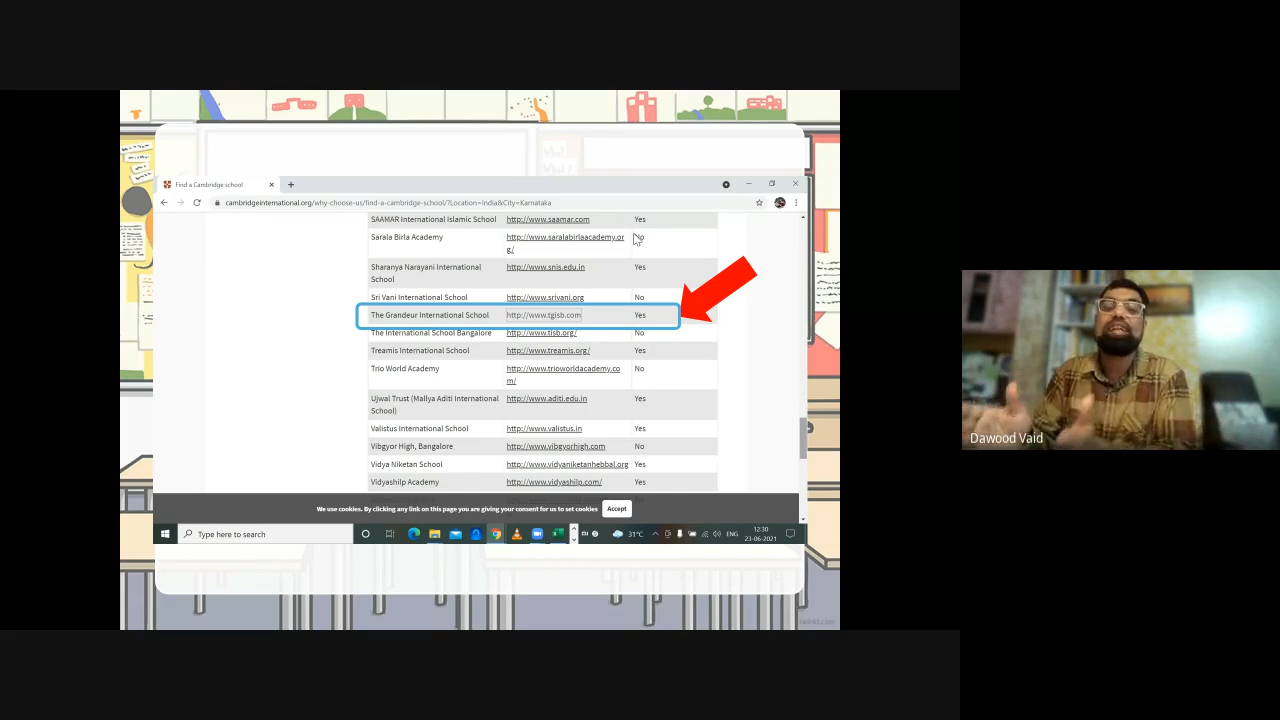 Find a Cambridge school
cambridgeinternational.org/why-choose-us/find-a-cambridge-school/?Location=India&City=Karnataka
SAAMAR International Islamic School http://www.saamar.com Yes
Sarala Birla Academy http://www.saralabirlaacademy.or No
g/
Sharanya Narayani International http://www.snis.edu.in Yes
School
Sri Vani International School http://www.srivani.org No
The Grandeur International School http://www.tgisb.com Yes
The International School Bangalore http://www.tisb.org/ No
Treamis International School http://www.treamis.org/ Yes
Trio World Academy http://www.trioworldacademy.co No
m/
Ujwal Trust (Mallya Aditi International http://www.aditi.edu.in Yes
School)
Valistus International School http://www.valistus.in Yes
Vibgyor High, Bangalore http://www.vibgyorhigh.com No
Vidya Niketan School http://www.vidyaniketanhebbal.org Yes
Vidyashilp Academy http://www.vidyashilp.com/ Yes
We use cookies. By clicking any link on this page you are giving your consent for us to set cookies Accept
Type here to search
31°C
ENG
12:30
23-06-2021
Dawood Vaid